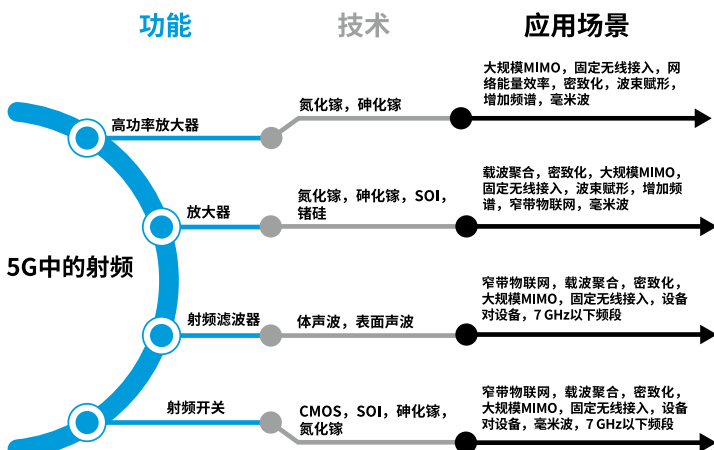 功能
技术
应用场景
高功率放大器
氮化镓，砷化镓
大规模MIMO，固定无线接入，网
络能量效率，密致化，波束赋形，
增加频谱，毫米波
放大器
氮化镓，砷化镓，SOI，
锗硅
载波聚合，密致化，大规模MIMO，
固定无线接入，波束赋形，增加频
谱，窄带物联网，毫米波
5G中的射频
射频滤波器
体声波，表面声波
窄带物联网，载波聚合，密致化，
大规模MIMO，固定无线接入，设备
对设备，7 GHz以下频段
射频开关
CMOS，SOI，砷化镓，
氮化镓
窄带物联网，载波聚合，密致化，
大规模MIMO，固定无线接入，设备
对设备，毫米波，7 GHz以下频段